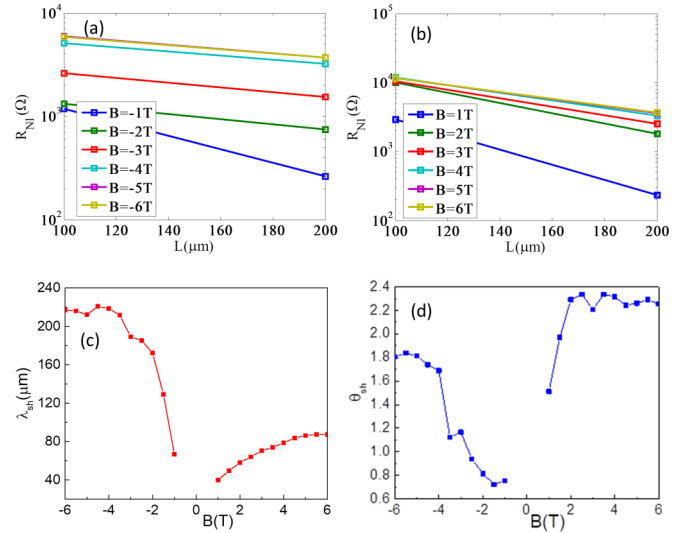 (a)
10^4
10^3
10^2
R_Nl (Ω)
B=-1T
B=-2T
B=-3T
B=-4T
B=-5T
B=-6T
100 120 140 160 180 200
L(μm)
(b)
10^5
10^4
10^3
10^2
R_Nl (Ω)
B=1T
B=2T
B=3T
B=4T
B=5T
B=6T
100 120 140 160 180 200
L(μm)
(c)
240
200
160
120
80
40
λ_sh(μm)
-6 -4 -2 0 2 4 6
B(T)
(d)
2.4
2.2
2.0
1.8
1.6
1.4
1.2
1.0
0.8
0.6
θ_sh
-6 -4 -2 0 2 4 6
B(T)